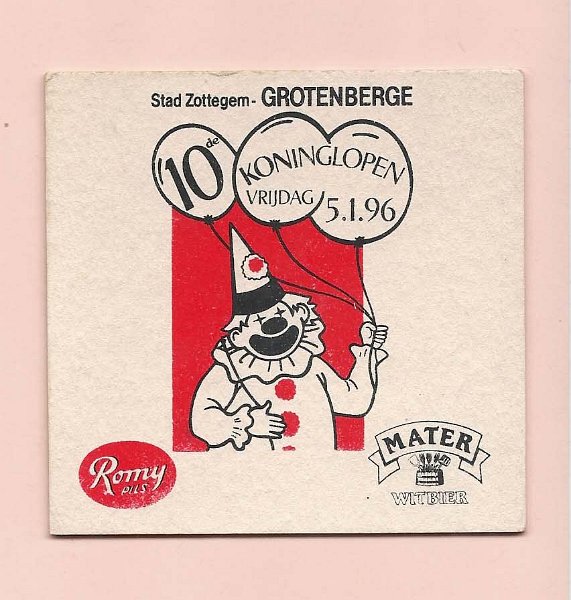 Stad Zottegem - GROTENBERGE
10de
KONINGLOPEN
VRIJDAG 5.1.96
Romy
PILS
MATER
WITBIER